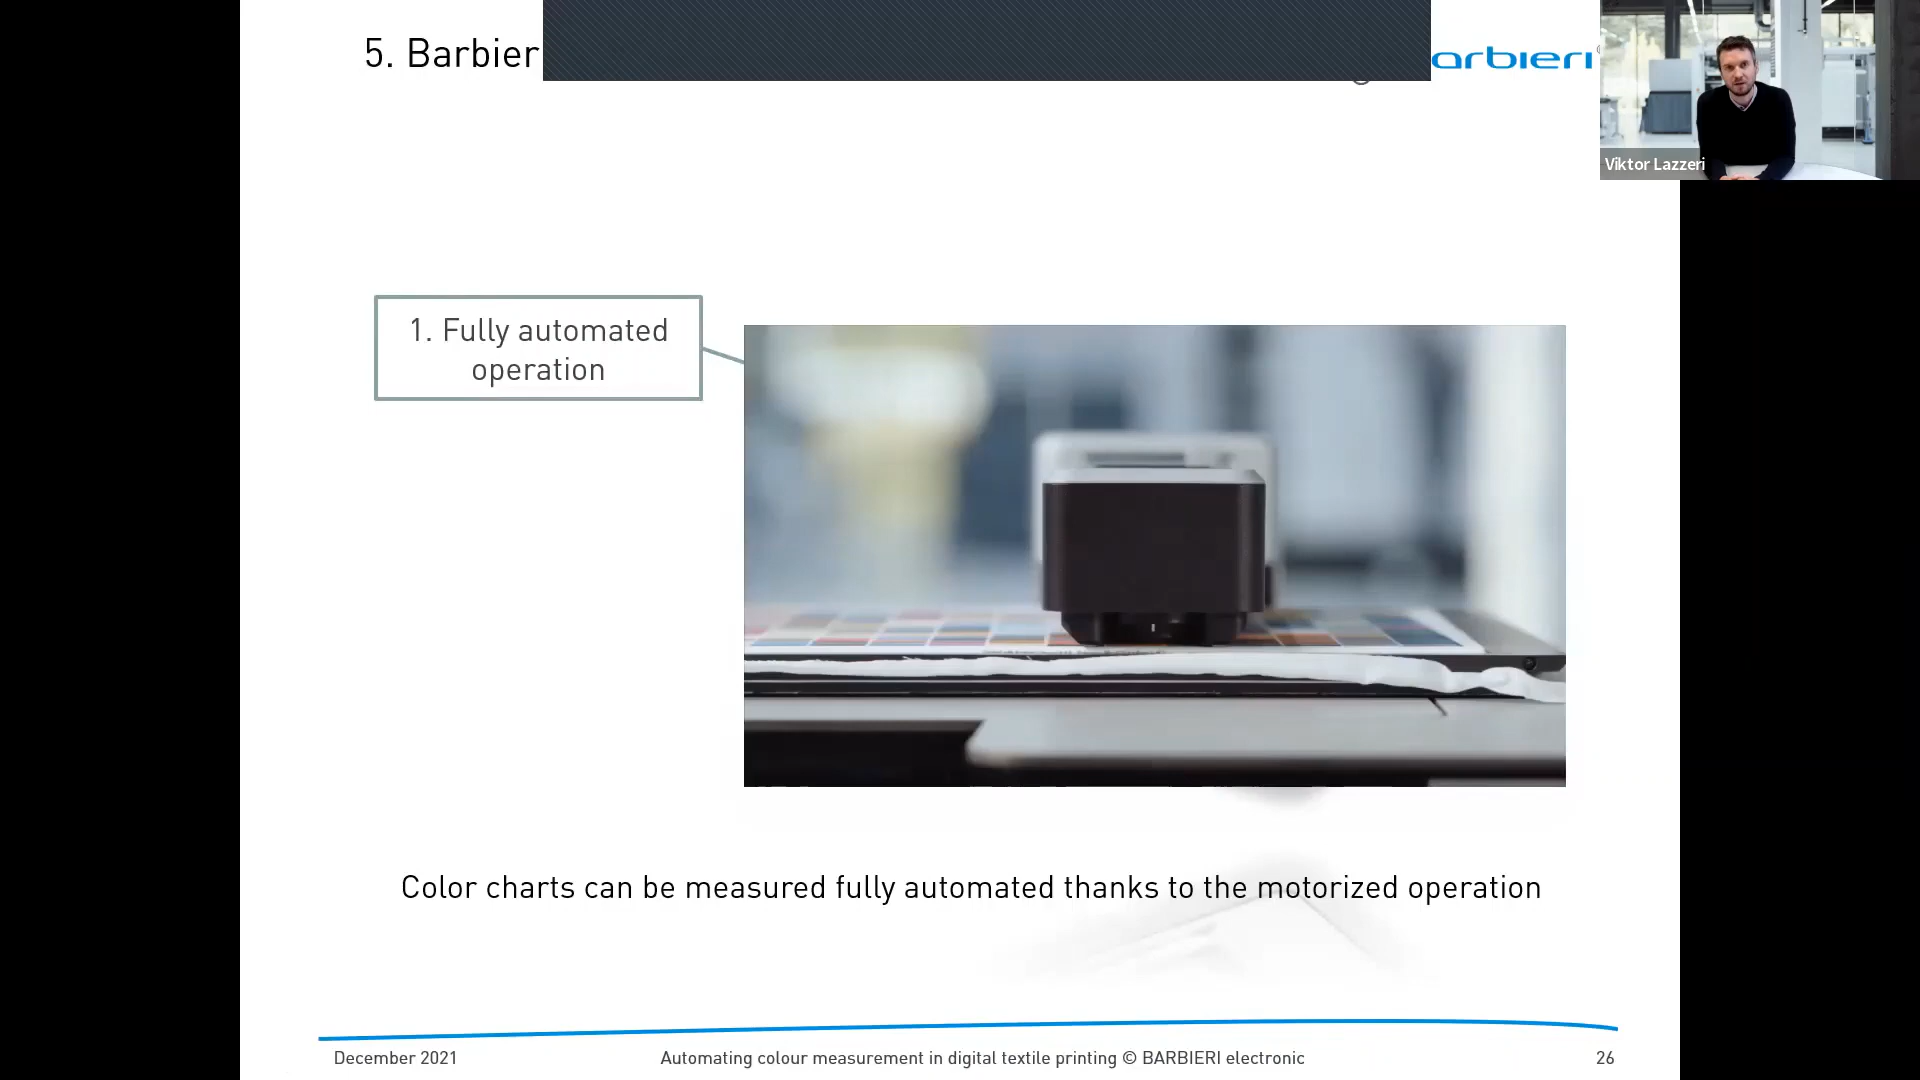 5. Barbier
arbieri
Viktor Lazzeri
1. Fully automated
operation
Color charts can be measured fully automated thanks to the motorized operation
December 2021
Automating colour measurement in digital textile printing © BARBIERI electronic
26